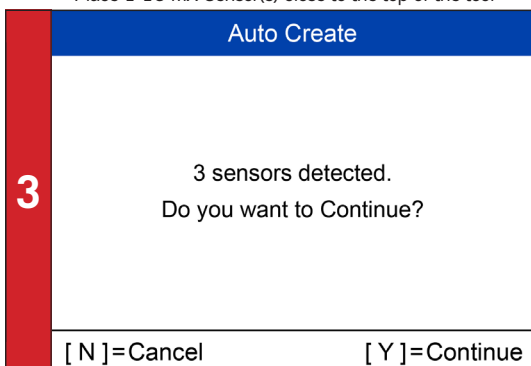 Auto Create
3
3 sensors detected.
Do you want to Continue?
[ N ]=Cancel
[ Y ]=Continue